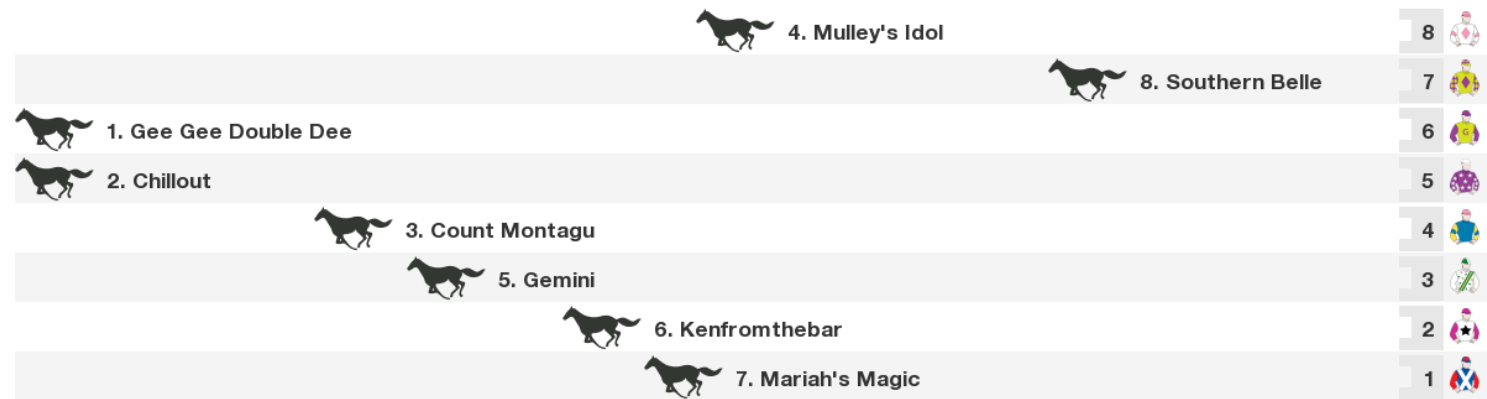 4. Mulley's Idol 8
8. Southern Belle 7
1. Gee Gee Double Dee 6
G
2. Chillout 5
3. Count Montagu 4
5. Gemini 3
6. Kenfromthebar 2
7. Mariah's Magic 1